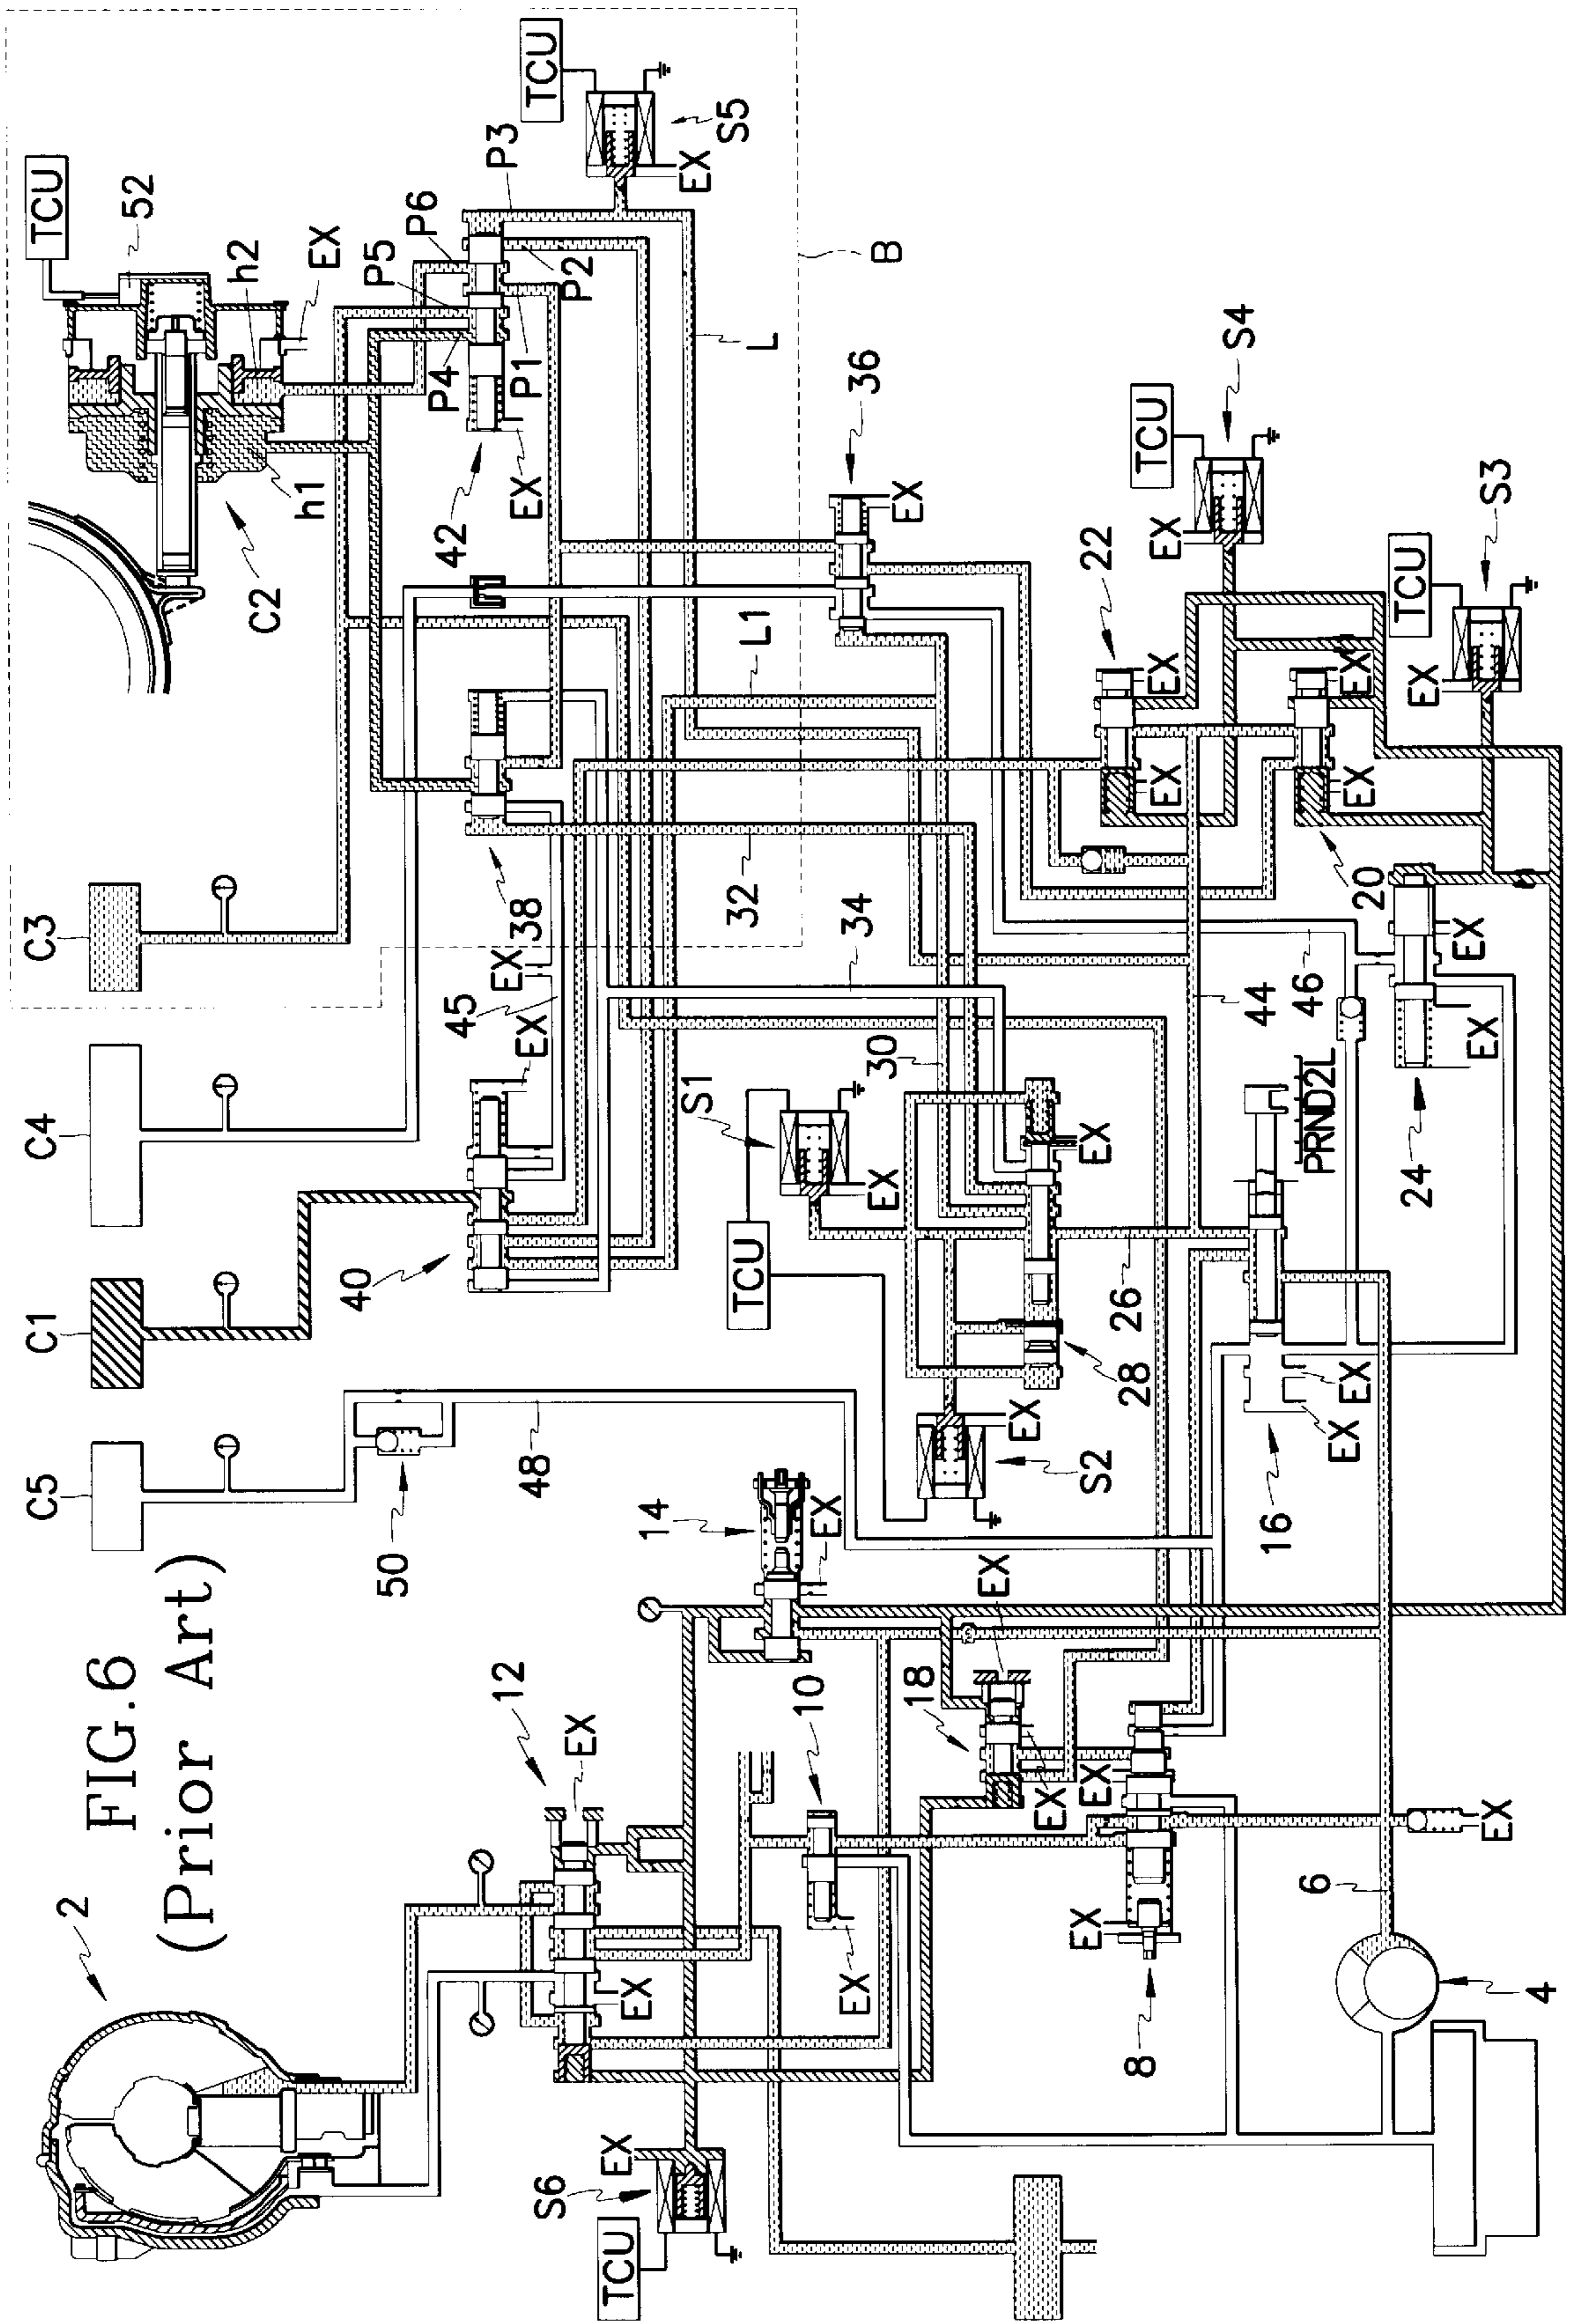 FIG.6
(Prior Art)
2
C5
C1
C4
C3
TCU
52
h2
EX
h1
C2
P5
P6
P3
P4
P1
P2
TCU
S5
EX
42
EX
B
L
L1
36
EX
38
32
34
EX
45
EX
40
50
48
12
EX
EX
14
EX
10
EX
18
EX
EX
EX
EX
8
S6
EX
TCU
S1
EX
TCU
S2
EX
28
EX
30
26
44
46
16
EX
EX
PRND2L
24
EX
EX
20
22
EX
EX
EX
EX
TCU
S4
EX
TCU
S3
EX
6
EX
4